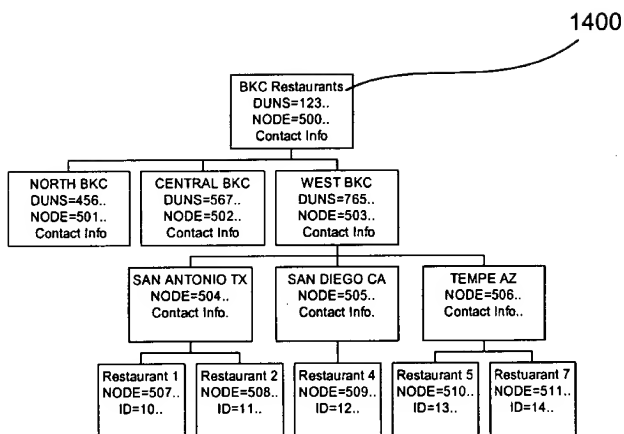 1400
BKC Restaurants
DUNS=123..
NODE=500..
Contact Info
NORTH BKC
DUNS=456..
NODE=501..
Contact Info
CENTRAL BKC
DUNS=567..
NODE=502..
Contact Info
WEST BKC
DUNS=765..
NODE=503..
Contact Info
SAN ANTONIO TX
NODE=504..
Contact Info.
SAN DIEGO CA
NODE=505..
Contact Info.
TEMPE AZ
NODE=506..
Contact Info..
Restaurant 1
NODE=507..
ID=10..
Restaurant 2
NODE=508..
ID=11..
Restaurant 4
NODE=509..
ID=12..
Restaurant 5
NODE=510..
ID=13..
Restuarant 7
NODE=511..
ID=14..